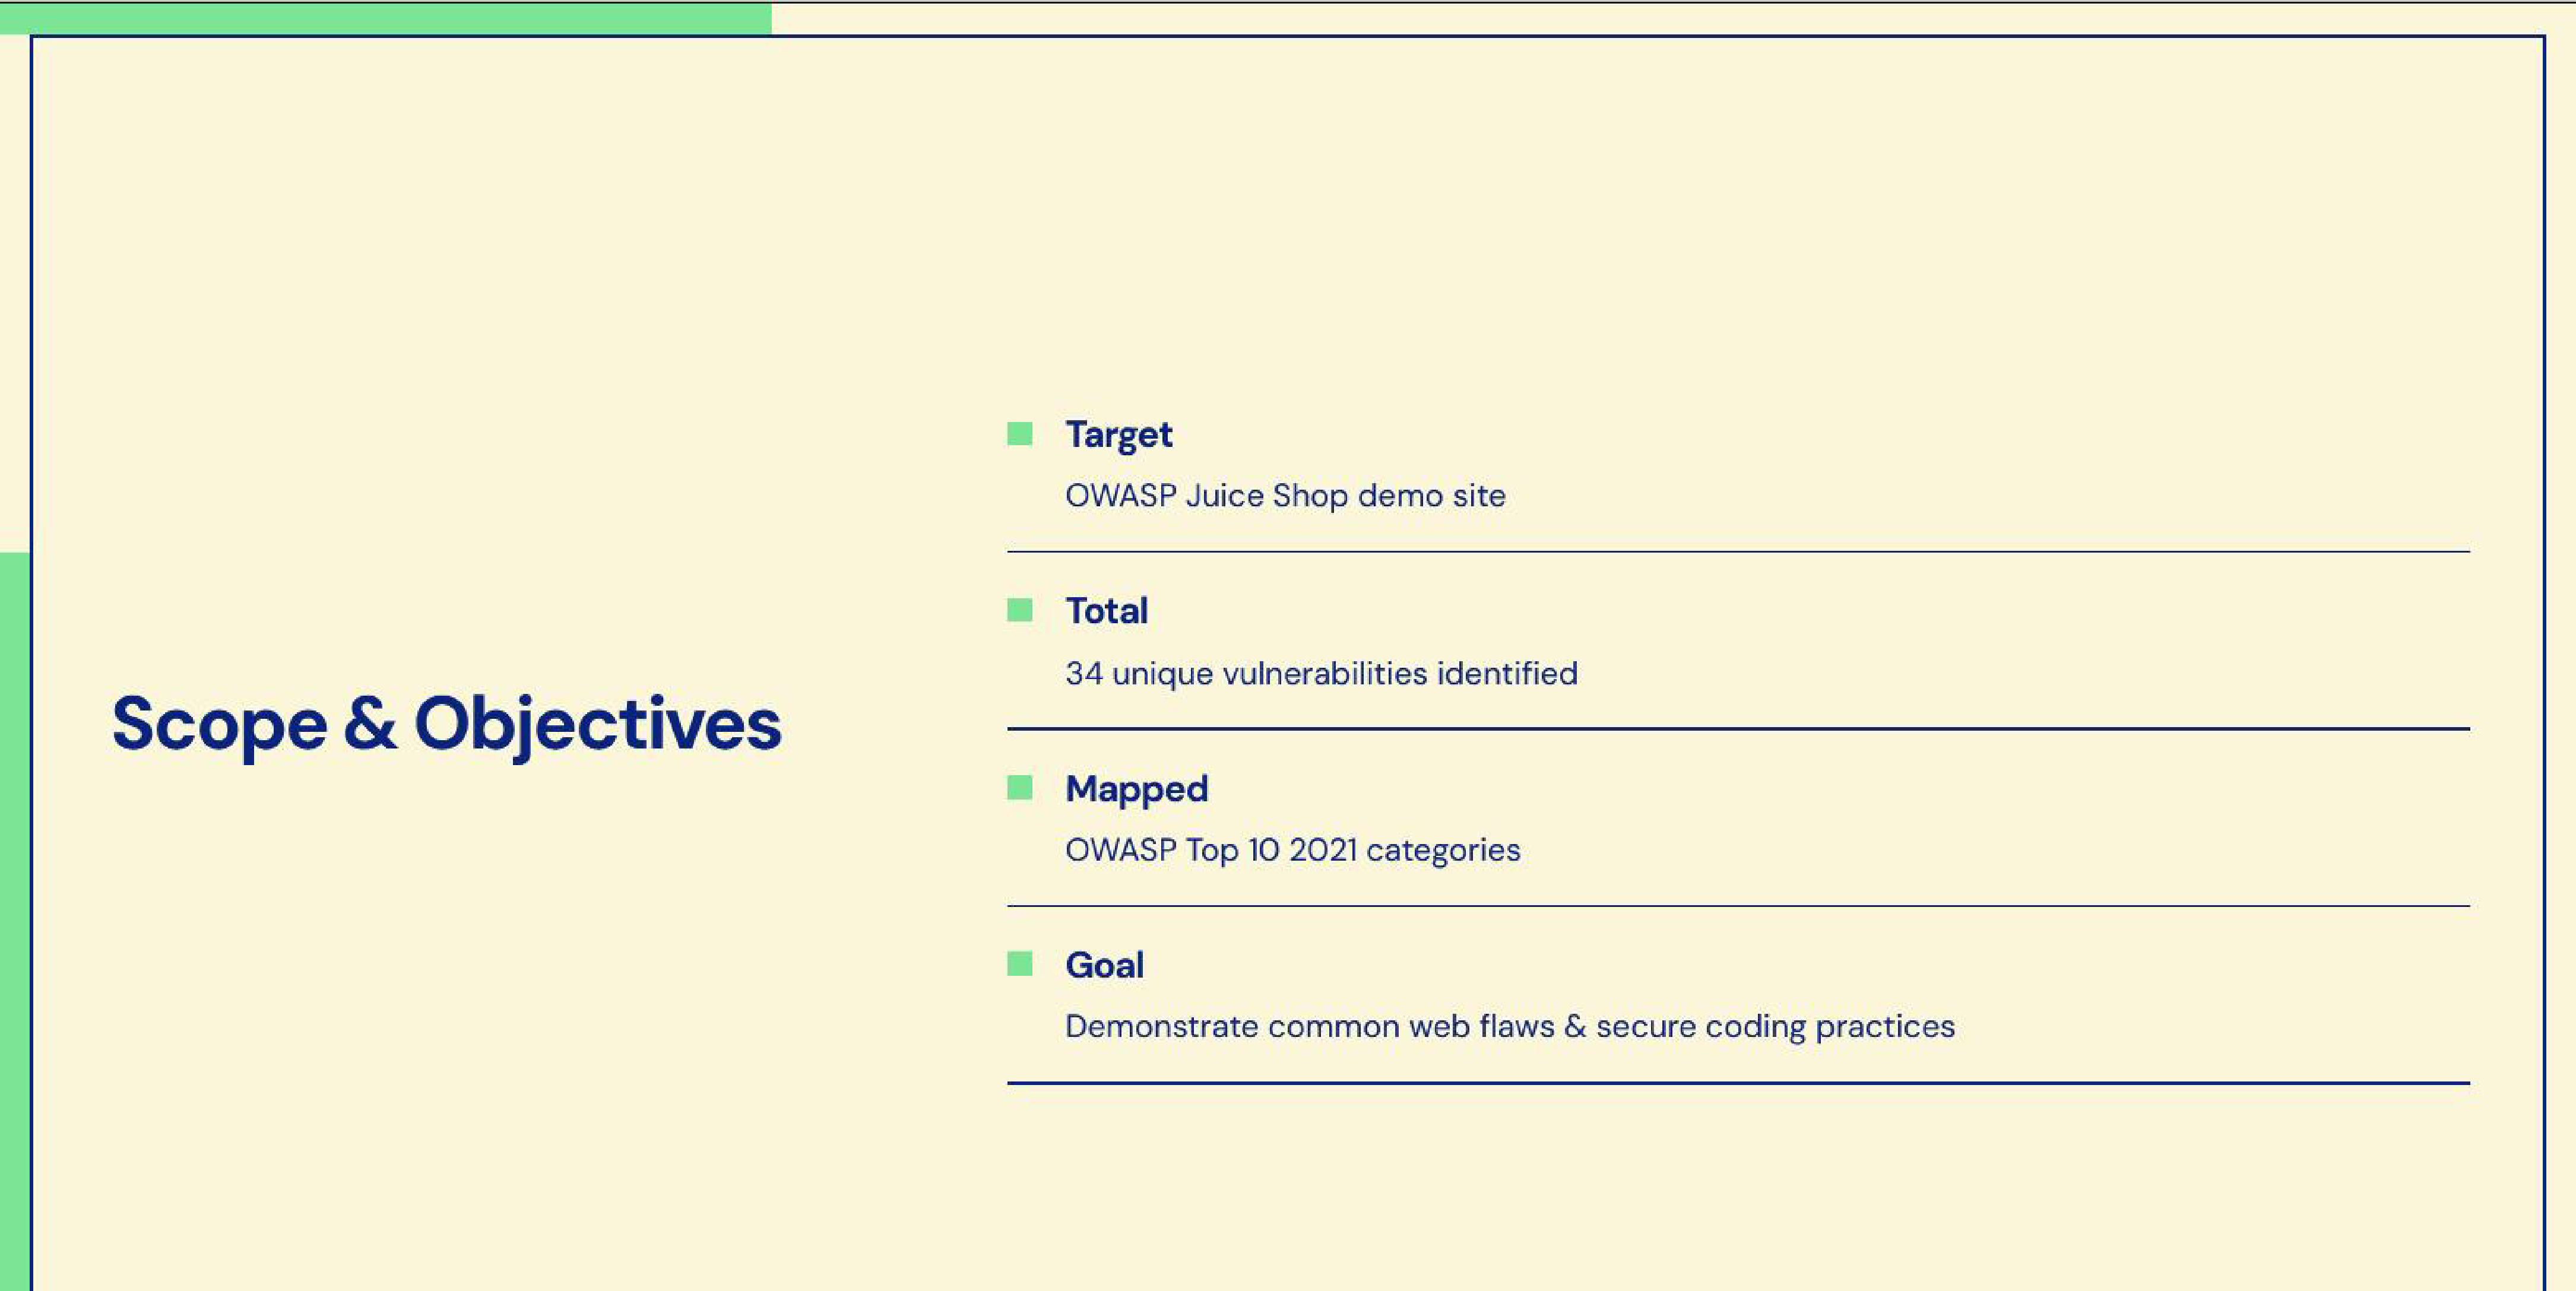 Scope & Objectives
Target
OWASP Juice Shop demo site
Total
34 unique vulnerabilities identified
Mapped
OWASP Top 10 2021 categories
Goal
Demonstrate common web flaws & secure coding practices